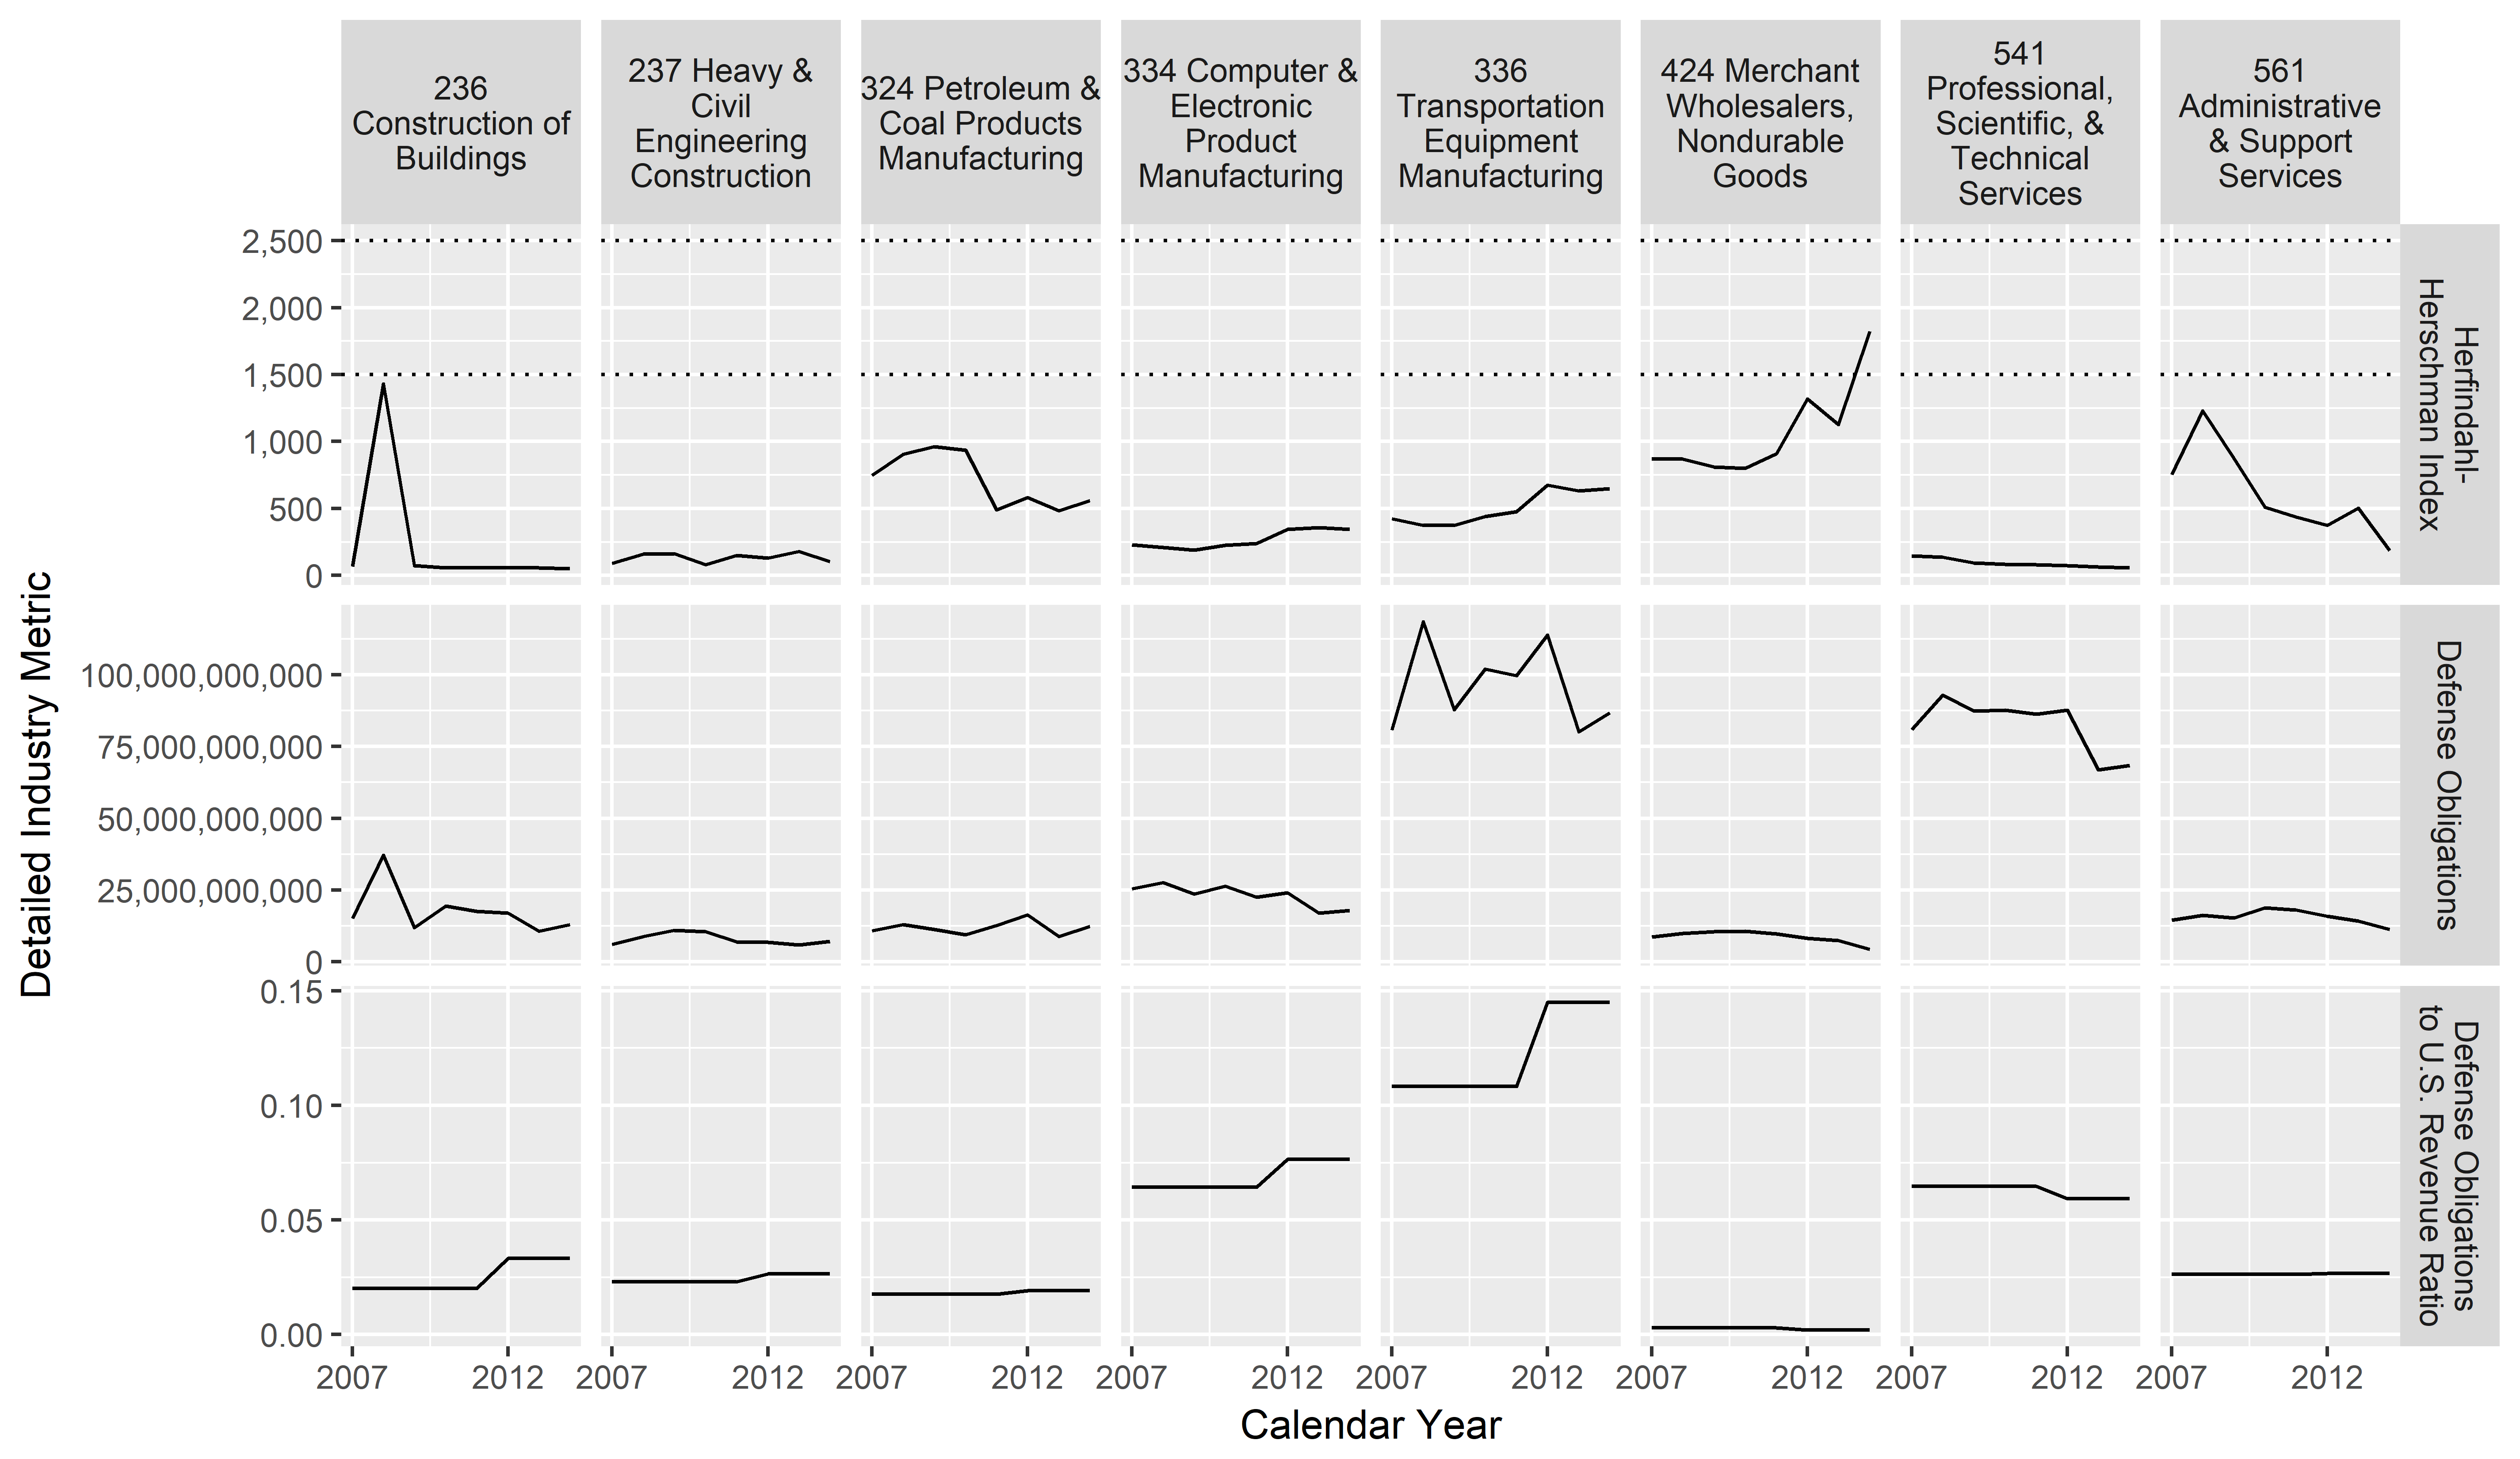 236
Construction of
Buildings
237 Heavy &
Civil
Engineering
Construction
324 Petroleum &
Coal Products
Manufacturing
334 Computer &
Electronic
Product
Manufacturing
336
Transportation
Equipment
Manufacturing
424 Merchant
Wholesalers,
Nondurable
Goods
541
Professional,
Scientific, &
Technical
Services
561
Administrative
& Support
Services
2,500
2,000
1,500
1,000
500
0
Herfindahl-
Herschman Index
100,000,000,000
75,000,000,000
50,000,000,000
25,000,000,000
0
Defense Obligations
0.15
0.10
0.05
0.00
Defense Obligations
to U.S. Revenue Ratio
Detailed Industry Metric
2007 2012 2007 2012 2007 2012 2007 2012 2007 2012 2007 2012 2007 2012 2007 2012
Calendar Year